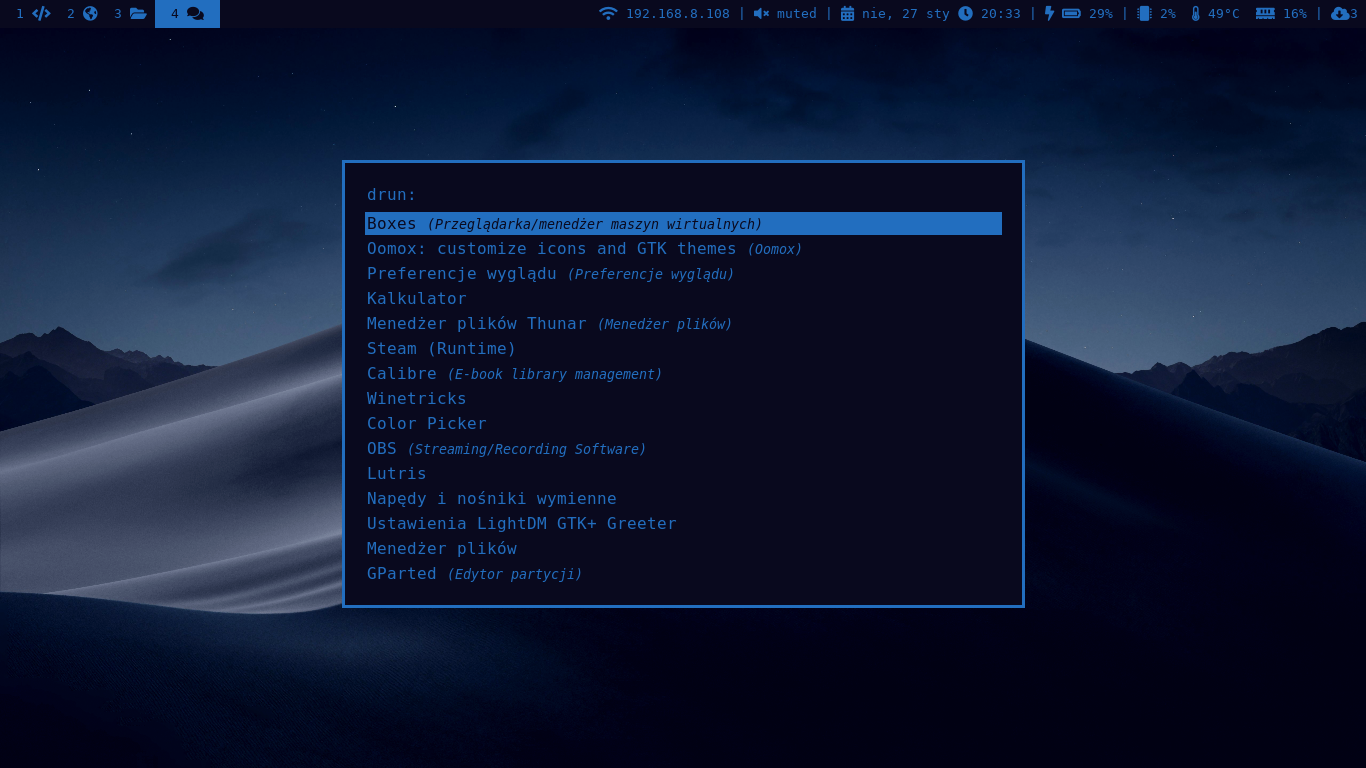 1 2 3 4 192.168.8.108 | muted | nie, 27 sty 20:33 | 29% | 2% 49°C 16% | 3
drun:
Boxes (Przeglądarka/menedżer maszyn wirtualnych)
Oomox: customize icons and GTK themes (Oomox)
Preferencje wyglądu (Preferencje wyglądu)
Kalkulator
Menedżer plików Thunar (Menedżer plików)
Steam (Runtime)
Calibre (E-book library management)
Winetricks
Color Picker
OBS (Streaming/Recording Software)
Lutris
Napędy i nośniki wymienne
Ustawienia LightDM GTK+ Greeter
Menedżer plików
GParted (Edytor partycji)